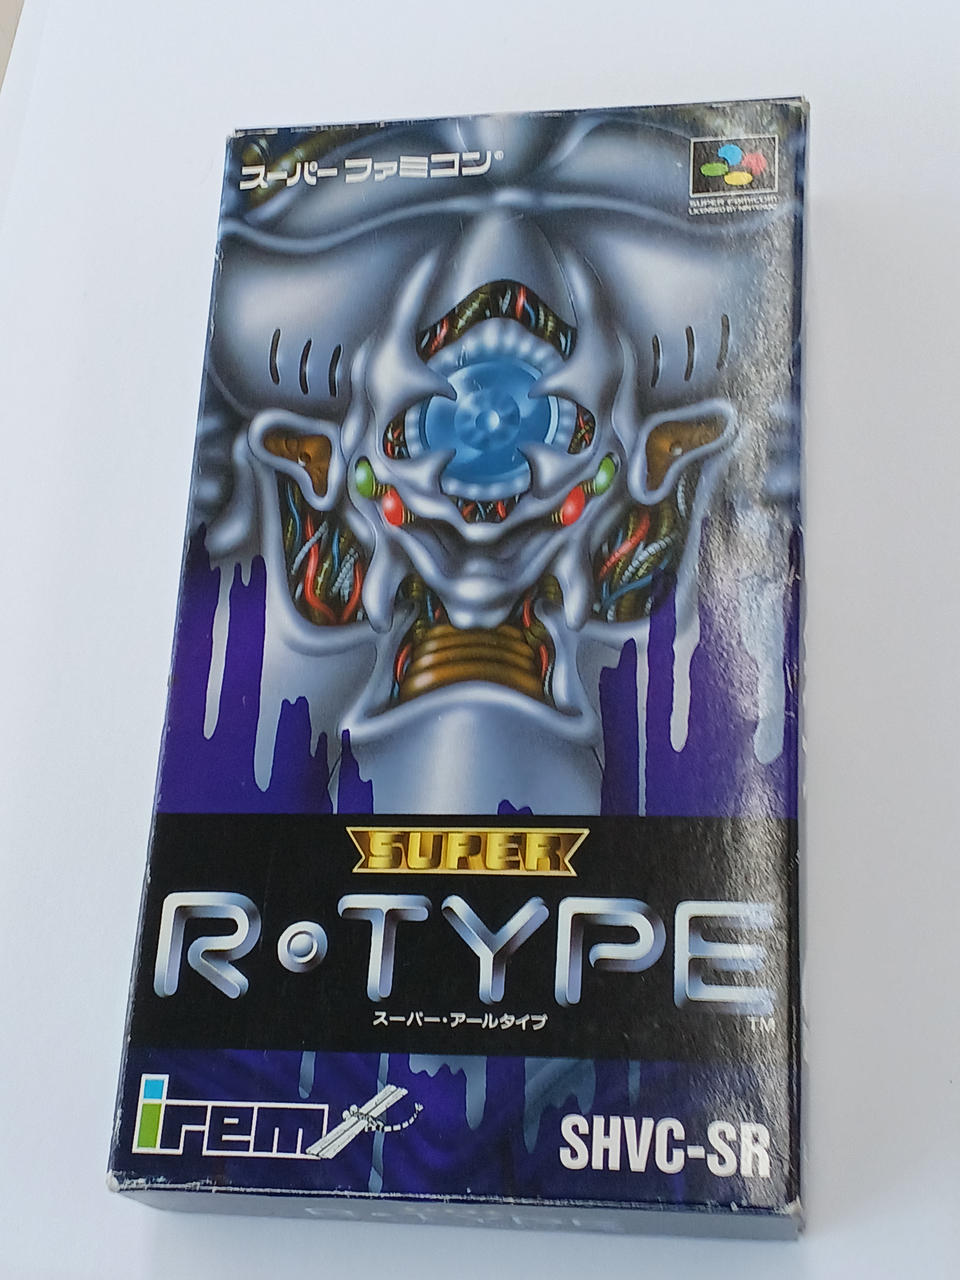 スーパーファミコン®
SUPER FAMICOM
LICENSED BY NINTENDO
SUPER
R•TYPE
スーパー・アールタイプ
TM
irem
SHVC-SR
R•TYPE